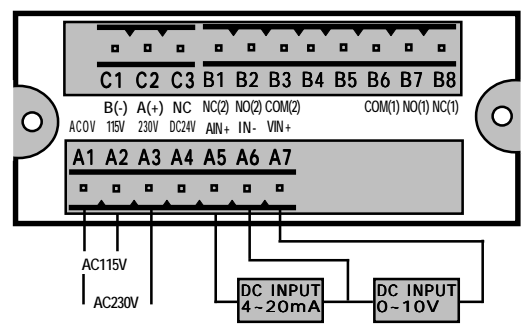 C1 C2 C3 B1 B2 B3 B4 B5 B6 B7 B8
B(-) A(+) NC NC(2) NO(2) COM(2) COM(1) NO(1) NC(1)
AC0V 115V 230V DC24V AIN+ IN- VIN+
A1 A2 A3 A4 A5 A6 A7
AC115V
AC230V
DC INPUT
4~20mA
DC INPUT
0~10V